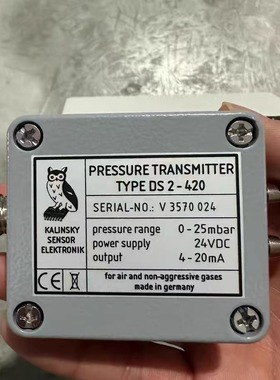 PRESSURE TRANSMITTER
TYPE DS 2 - 420
SERIAL-NO.: V 3570 024
KALINSKY
SENSOR
ELEKTRONIK
pressure range 0 - 25mbar
power supply 24VDC
output 4 - 20mA
CE
for air and non-aggressive gases
made in germany